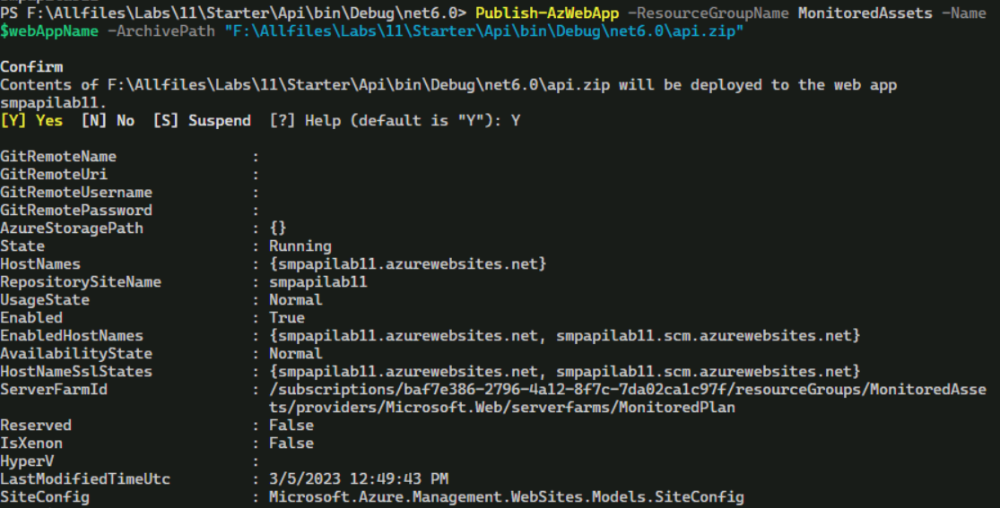 PS F:\Allfiles\Labs\11\Starter\Api\bin\Debug\net6.0> Publish-AzWebApp -ResourceGroupName MonitoredAssets -Name
$webAppName -ArchivePath "F:\Allfiles\Labs\11\Starter\Api\bin\Debug\net6.0\api.zip"
Confirm
Contents of F:\Allfiles\Labs\11\Starter\Api\bin\Debug\net6.0\api.zip will be deployed to the web app
smpapilab11.
[Y] Yes [N] No [S] Suspend [?] Help (default is "Y"): Y
GitRemoteName :
GitRemoteUri :
GitRemoteUsername :
GitRemotePassword :
AzureStoragePath : {}
State : Running
HostNames : {smpapilab11.azurewebsites.net}
RepositorySiteName : smpapilab11
UsageState : Normal
Enabled : True
EnabledHostNames : {smpapilab11.azurewebsites.net, smpapilab11.scm.azurewebsites.net}
AvailabilityState : Normal
HostNameSslStates : {smpapilab11.azurewebsites.net, smpapilab11.scm.azurewebsites.net}
ServerFarmId : /subscriptions/baf7e386-2796-4a12-8f7c-7da02ca1c97f/resourceGroups/MonitoredAsse
ts/providers/Microsoft.Web/serverfarms/MonitoredPlan
Reserved : False
IsXenon : False
HyperV :
LastModifiedTimeUtc : 3/5/2023 12:49:43 PM
SiteConfig : Microsoft.Azure.Management.WebSites.Models.SiteConfig